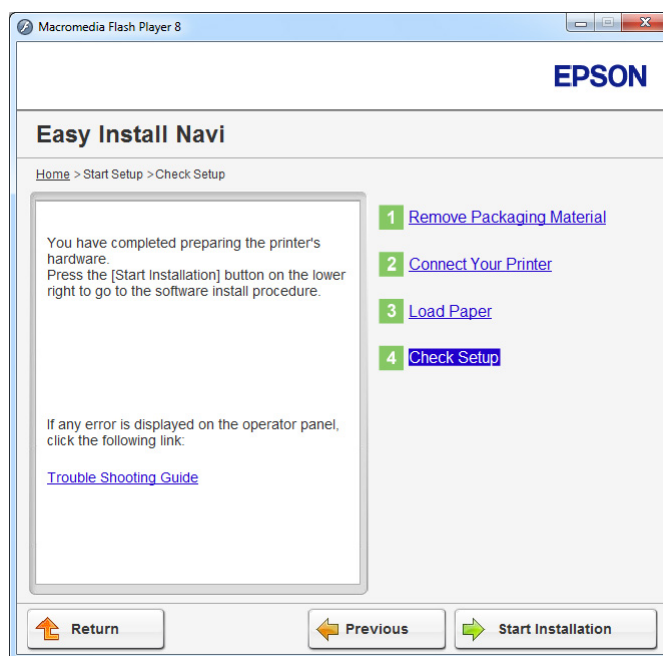 Macromedia Flash Player 8
EPSON
Easy Install Navi
Home > Start Setup >Check Setup
You have completed preparing the printer's
hardware.
Press the [Start Installation] button on the lower
right to go to the software install procedure.
If any error is displayed on the operator panel,
click the following link:
Trouble Shooting Guide
1 Remove Packaging Material
2 Connect Your Printer
3 Load Paper
4 Check Setup
Return
Previous
Start Installation